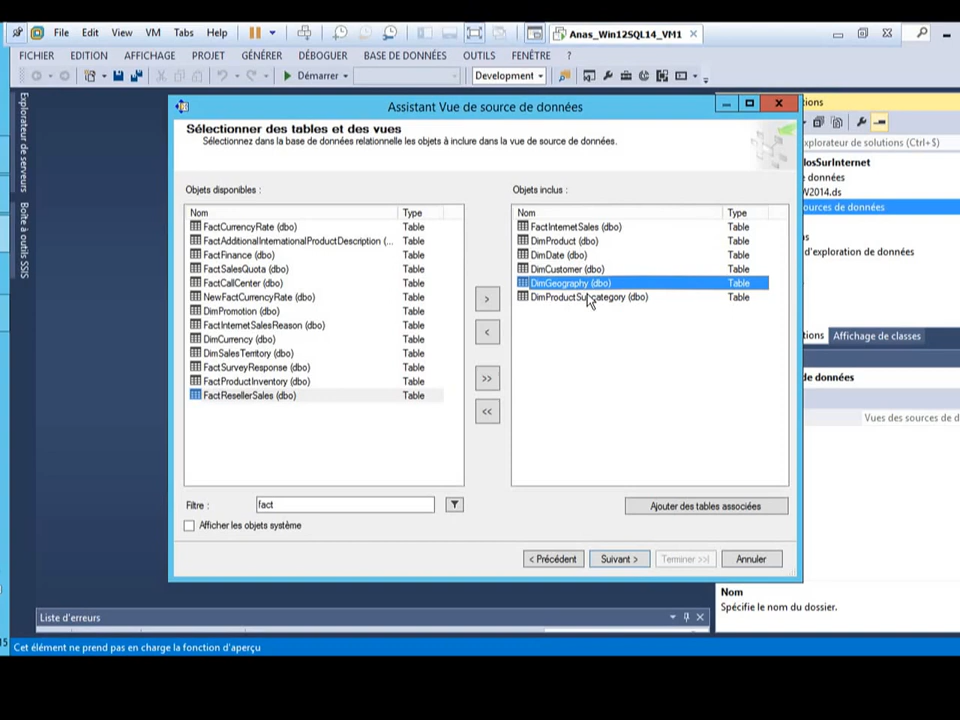 File Edit View VM Tabs Help
Anas_Win12SQL14_VM1
FICHIER EDITION AFFICHAGE PROJET GÉNÉRER DÉBOGUER BASE DE DONNÉES OUTILS FENÊTRE ?
Démarrer
Development
Explorateur de serveurs
Boîte à outils SSIS
Assistant Vue de source de données
Sélectionner des tables et des vues
Sélectionnez dans la base de données relationnelle les objets à inclure dans la vue de source de données.
Objets disponibles :
Nom Type
FactCurrencyRate (dbo) Table
FactAdditionalInternationalProductDescription (... Table
FactFinance (dbo) Table
FactSalesQuota (dbo) Table
FactCallCenter (dbo) Table
NewFactCurrencyRate (dbo) Table
DimPromotion (dbo) Table
FactInternetSalesReason (dbo) Table
DimCurrency (dbo) Table
DimSalesTerritory (dbo) Table
FactSurveyResponse (dbo) Table
FactProductInventory (dbo) Table
FactResellerSales (dbo) Table
>
<
>>
<<
Objets inclus :
Nom Type
FactInternetSales (dbo) Table
DimProduct (dbo) Table
DimDate (dbo) Table
DimCustomer (dbo) Table
DimGeography (dbo) Table
DimProductSubcategory (dbo) Table
Filtre : fact
Ajouter des tables associées
Afficher les objets système
< Précédent Suivant > Terminer >>| Annuler
ions
xplorateur de solutions (Ctrl+$)
losSurInternet
e données
W2014.ds
ources de données
s
s d'exploration de données
tions Affichage de classes
de données
Vues des sources de d
Nom
Spécifie le nom du dossier.
Liste d'erreurs
15 Cet élément ne prend pas en charge la fonction d'aperçu